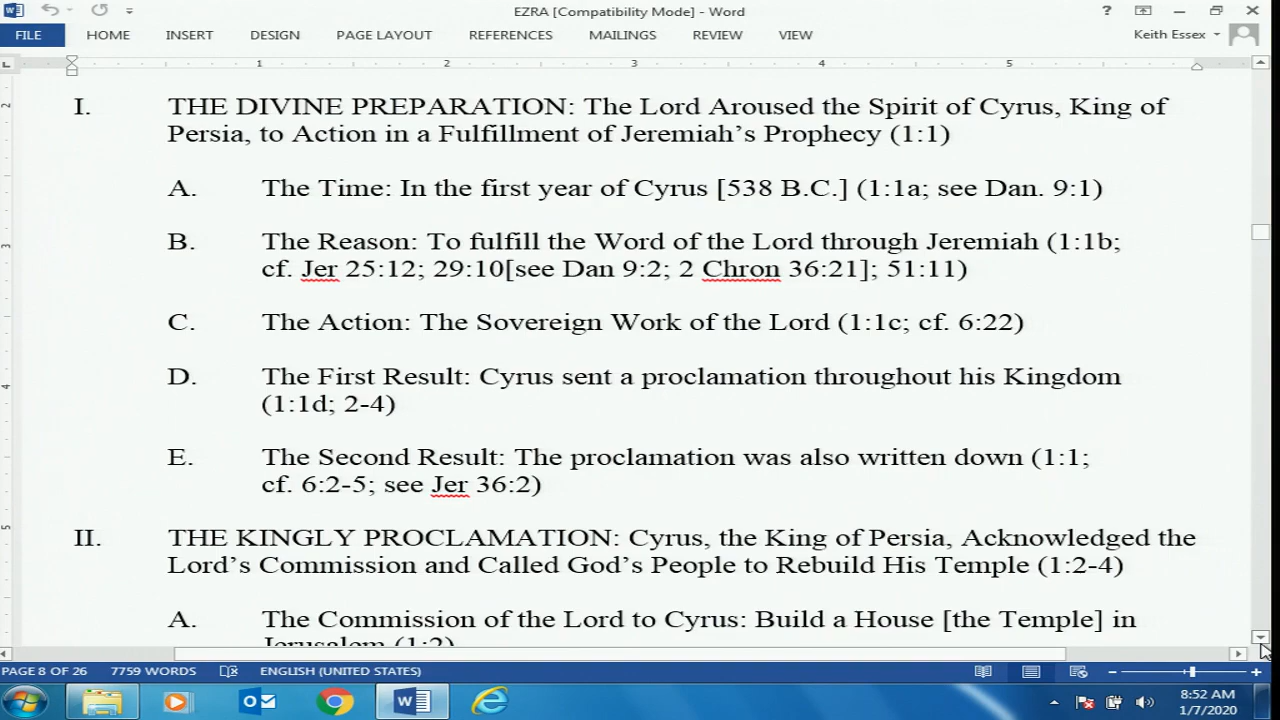 EZRA [Compatibility Mode] - Word
FILE HOME INSERT DESIGN PAGE LAYOUT REFERENCES MAILINGS REVIEW VIEW Keith Essex
1 2 3 4 5
I. THE DIVINE PREPARATION: The Lord Aroused the Spirit of Cyrus, King of
Persia, to Action in a Fulfillment of Jeremiah's Prophecy (1:1)
A. The Time: In the first year of Cyrus [538 B.C.] (1:1a; see Dan. 9:1)
B. The Reason: To fulfill the Word of the Lord through Jeremiah (1:1b;
cf. Jer 25:12; 29:10[see Dan 9:2; 2 Chron 36:21]; 51:11)
C. The Action: The Sovereign Work of the Lord (1:1c; cf. 6:22)
D. The First Result: Cyrus sent a proclamation throughout his Kingdom
(1:1d; 2-4)
E. The Second Result: The proclamation was also written down (1:1;
cf. 6:2-5; see Jer 36:2)
II. THE KINGLY PROCLAMATION: Cyrus, the King of Persia, Acknowledged the
Lord's Commission and Called God's People to Rebuild His Temple (1:2-4)
A. The Commission of the Lord to Cyrus: Build a House [the Temple] in
Jerusalem (1:2)
PAGE 8 OF 26 7759 WORDS ENGLISH (UNITED STATES)
8:52 AM
1/7/2020